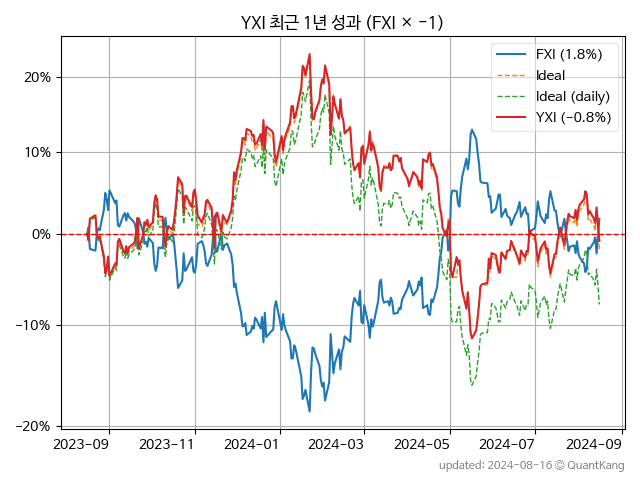 YXI 최근 1년 성과 (FXI × −1)
FXI (1.8%)
Ideal
Ideal (daily)
YXI (−0.8%)
20%
10%
0%
−10%
−20%
2023-09 2023-11 2024-01 2024-03 2024-05 2024-07 2024-09
updated: 2024-08-16 © QuantKang